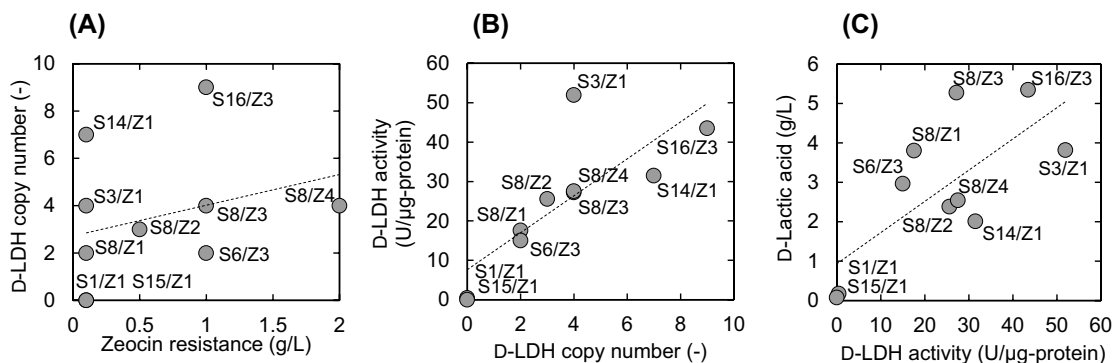 (A)
D-LDH copy number (-)
10
8
6
4
2
0
S16/Z3
S14/Z1
S3/Z1
S8/Z4
S8/Z3
S8/Z2
S8/Z1
S6/Z3
S1/Z1 S15/Z1
0 0.5 1 1.5 2
Zeocin resistance (g/L)
(B)
D-LDH activity
(U/µg-protein)
60
50
40
30
20
10
0
S3/Z1
S16/Z3
S8/Z4
S8/Z2
S14/Z1
S8/Z3
S8/Z1
S6/Z3
S1/Z1
S15/Z1
0 2 4 6 8 10
D-LDH copy number (-)
(C)
D-Lactic acid (g/L)
6
5
4
3
2
1
0
S8/Z3
S16/Z3
S8/Z1
S6/Z3
S3/Z1
S8/Z4
S8/Z2
S14/Z1
S1/Z1
S15/Z1
0 10 20 30 40 50 60
D-LDH activity (U/µg-protein)